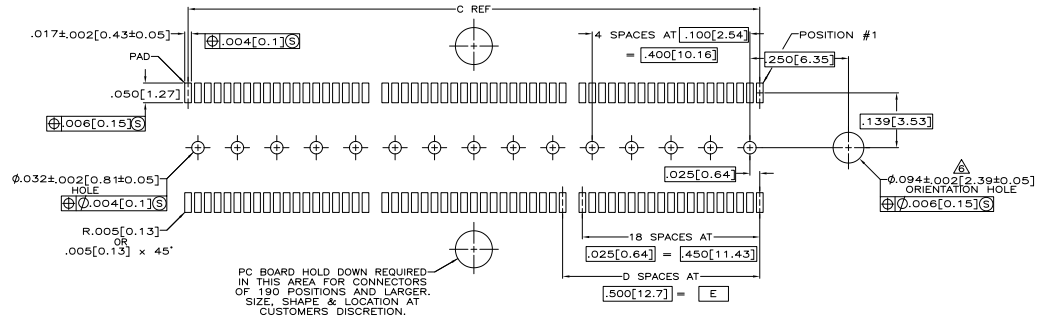 C REF
.017±.002[0.43±0.05]
⌖.004[0.1]Ⓢ
PAD
4 SPACES AT .100[2.54]
= .400[10.16]
POSITION #1
.250[6.35]
.050[1.27]
⌖.006[0.15]Ⓢ
.139[3.53]
Ø.032±.002[0.81±0.05]
HOLE
⌖Ø.004[0.1]Ⓢ
.025[0.64]
6
Ø.094±.002[2.39±0.05]
ORIENTATION HOLE
⌖Ø.006[0.15]Ⓢ
R.005[0.13]
OR
.005[0.13] x 45°
18 SPACES AT
.025[0.64] = .450[11.43]
D SPACES AT
.500[12.7] = E
PC BOARD HOLD DOWN REQUIRED
IN THIS AREA FOR CONNECTORS
OF 190 POSITIONS AND LARGER.
SIZE, SHAPE & LOCATION AT
CUSTOMERS DISCRETION.